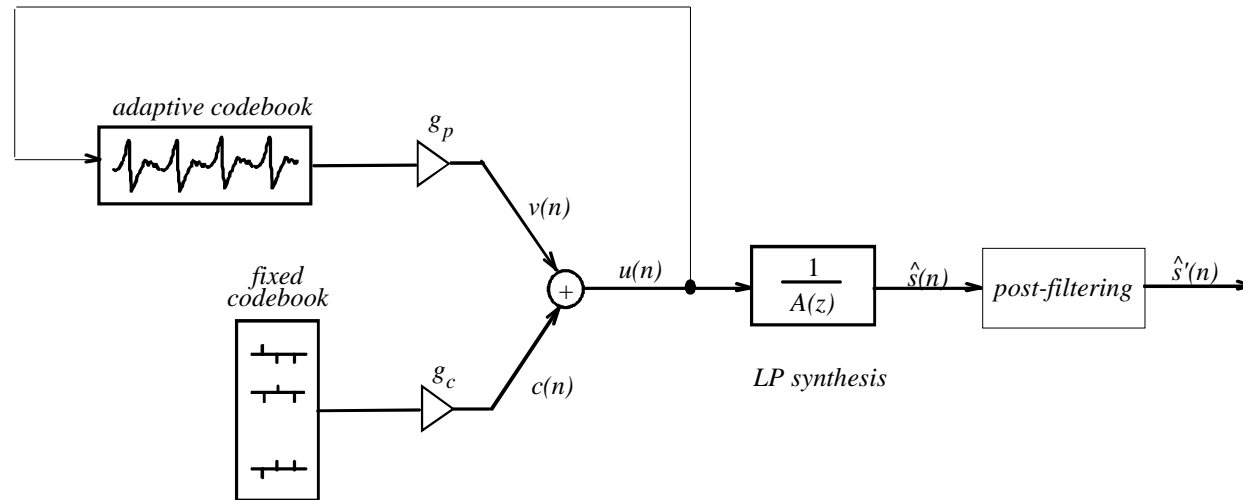 adaptive codebook
g_p
v(n)
fixed
codebook
g_c
c(n)
+
u(n)
1
A(z)
LP synthesis
ŝ(n)
post-filtering
ŝ'(n)